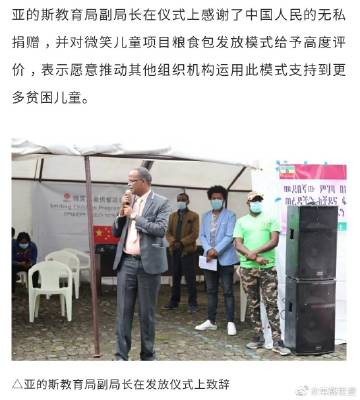 亚的斯教育局副局长在仪式上感谢了中国人民的无私
捐赠，并对微笑儿童项目粮食包发放模式给予高度评
价，表示愿意推动其他组织机构运用此模式支持到更
多贫困儿童。
Smiling Children Program
△亚的斯教育局副局长在发放仪式上致辞